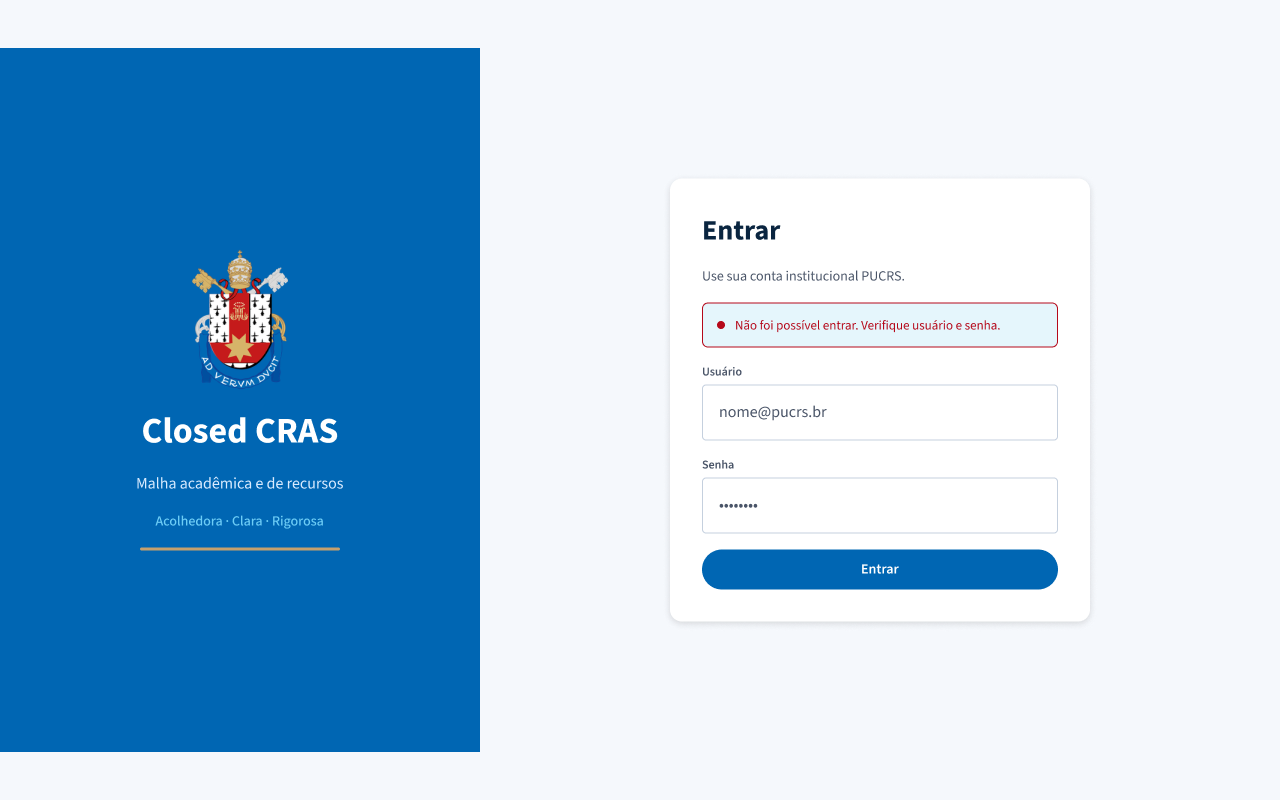 AD VERVM DVCIT
Closed CRAS
Malha acadêmica e de recursos
Acolhedora · Clara · Rigorosa
Entrar
Use sua conta institucional PUCRS.
Não foi possível entrar. Verifique usuário e senha.
Usuário
nome@pucrs.br
Senha
••••••••
Entrar